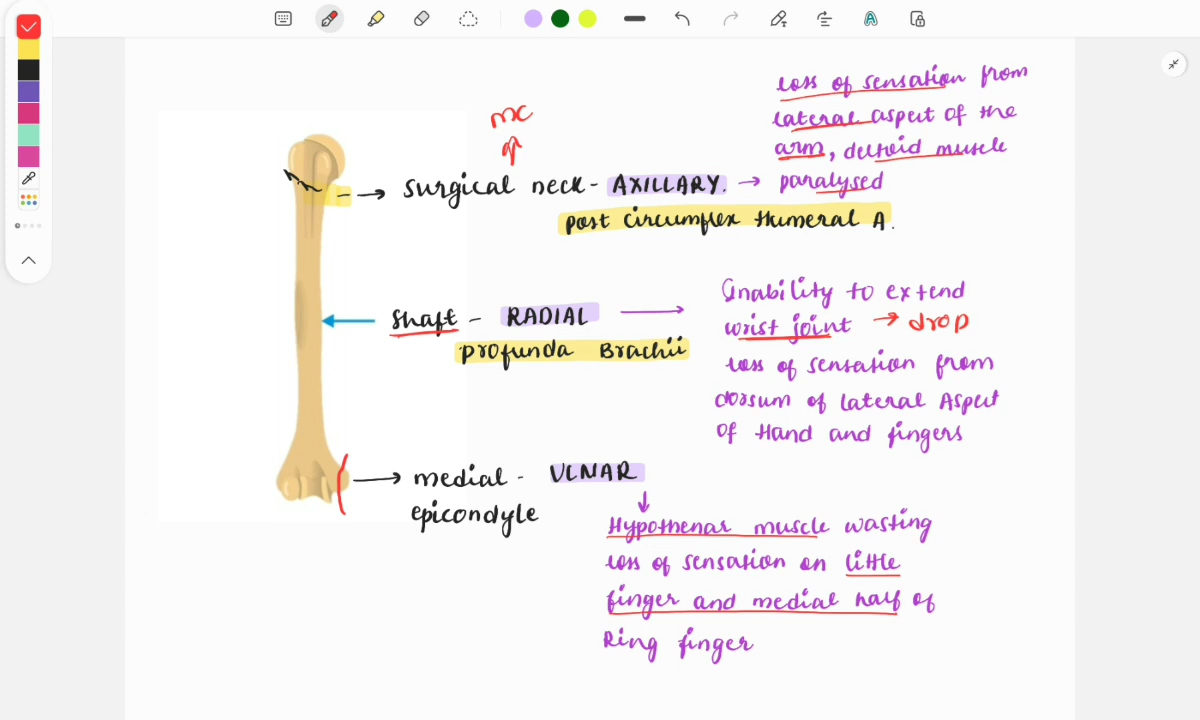 mc
loss of sensation from
lateral aspect of the
arm, deltoid muscle
surgical neck - AXILLARY. → paralysed
post circumflex Humeral A.
Inability to extend
shaft - RADIAL → wrist joint → drop
profunda Brachii
loss of sensation from
dorsum of lateral Aspect
of Hand and fingers
medial - ULNAR
epicondyle
Hypothenar muscle wasting
loss of sensation on little
finger and medial half of
Ring finger